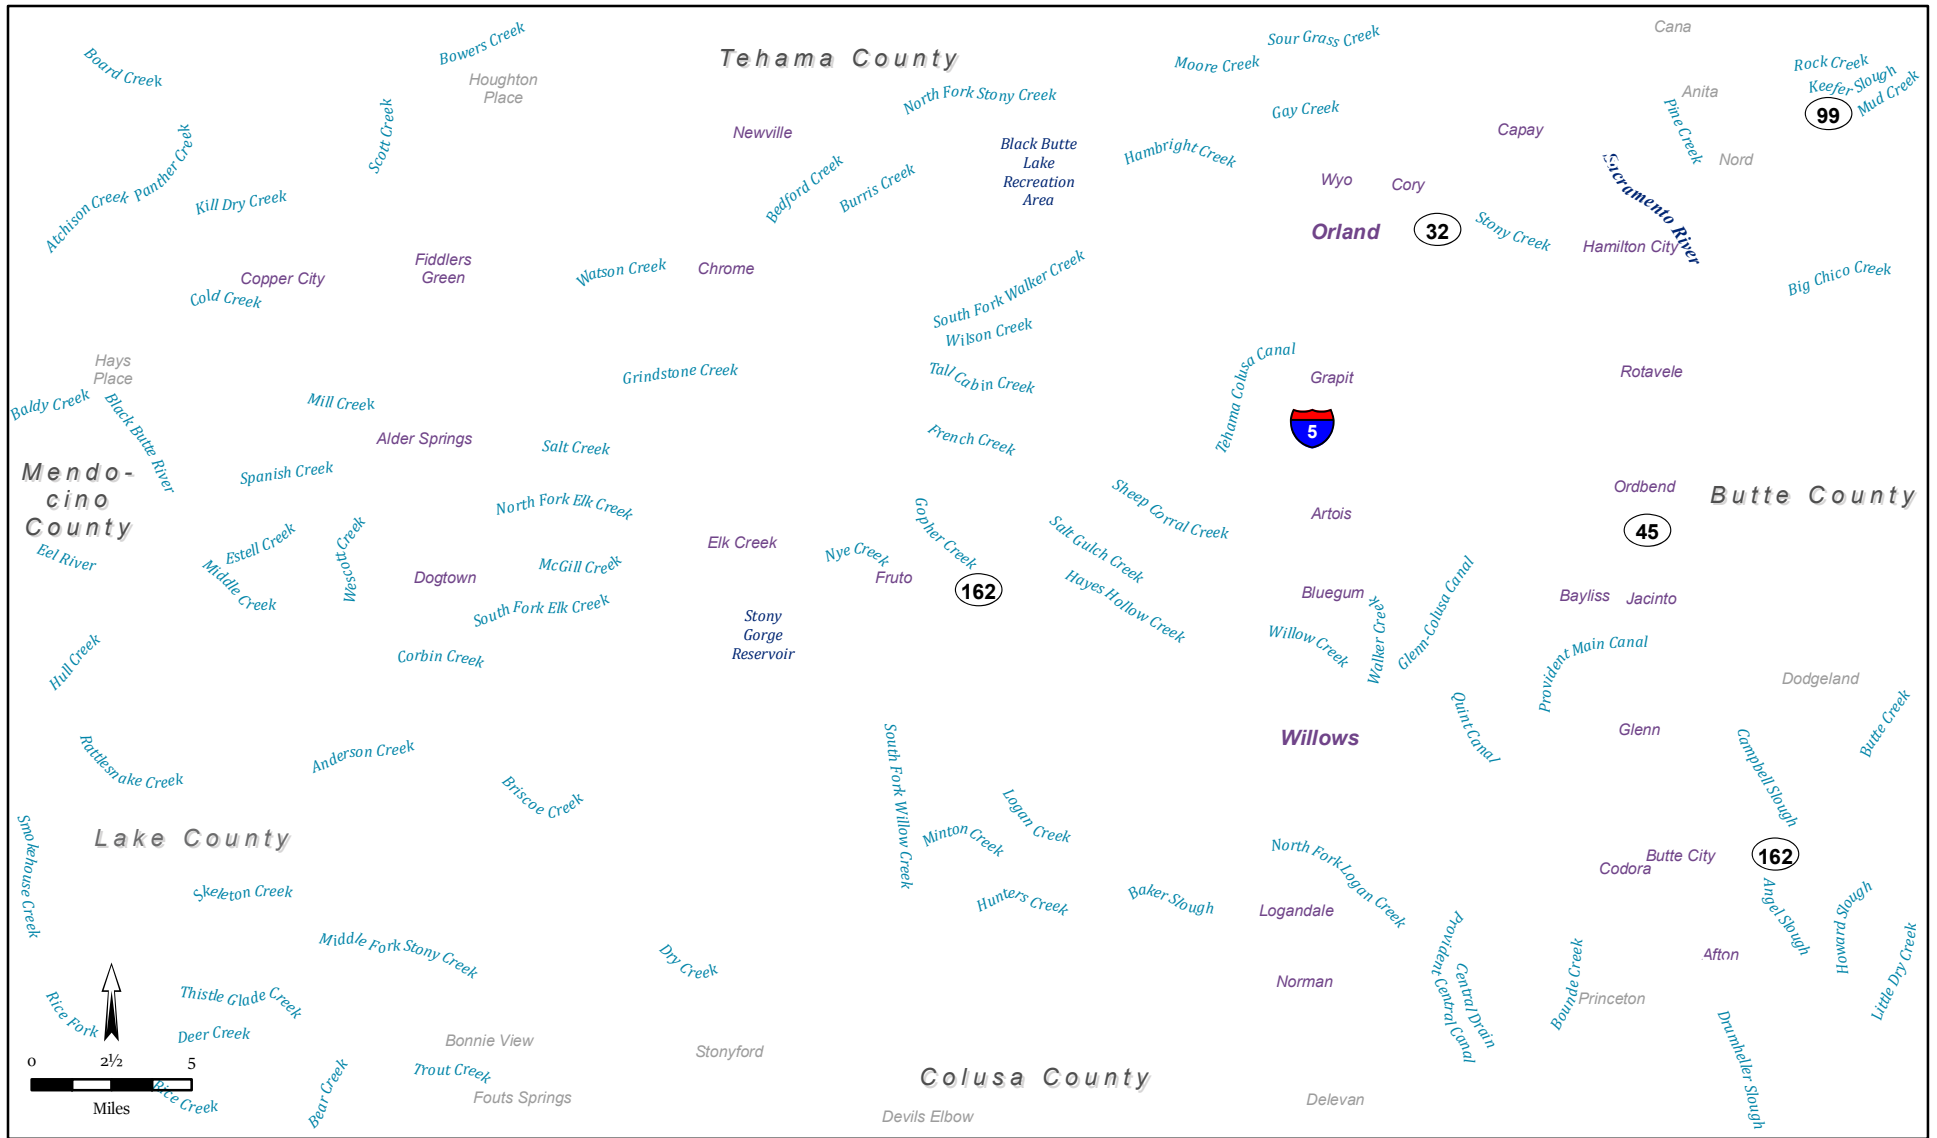 Cana
Board Creek
Bowers Creek
Tehama County
Sour Grass Creek
Moore Creek
Rock Creek
Houghton
Place
Keefer Slough
Mud Creek
Anita
99
North Fork Stony Creek
Gay Creek
Pine Creek
Scott Creek
Newville
Capay
Panther Creek
Black Butte
Lake
Recreation
Area
Hambright Creek
Nord
Bedford Creek
Burris Creek
Wyo
Cory
Sacramento River
Atchison Creek
Kill Dry Creek
Orland
32
Stony Creek
Hamilton City
Fiddlers
Green
Copper City
Cold Creek
Watson Creek
Chrome
South Fork Walker Creek
Big Chico Creek
Wilson Creek
Hays
Place
Grindstone Creek
Tall Cabin Creek
Tehama Colusa Canal
Grapit
Rotavele
Baldy Creek
Black Butte River
Mill Creek
5
Alder Springs
Salt Creek
French Creek
Mendo-
cino
County
Spanish Creek
Sheep Corral Creek
Ordbend
Butte County
North Fork Elk Creek
Gopher Creek
Artois
45
Eel River
Estell Creek
Wescott Creek
Elk Creek
Nye Creek
Salt Gulch Creek
Middle Creek
Dogtown
McGill Creek
Fruto
162
Hayes Hollow Creek
Bluegum
Glenn-Colusa Canal
Bayliss
Jacinto
South Fork Elk Creek
Stony
Gorge
Reservoir
Willow Creek
Walker Creek
Provident Main Canal
Hull Creek
Corbin Creek
Dodgeland
Quint Canal
Butte Creek
Rattlesnake Creek
Anderson Creek
South Fork Willow Creek
Willows
Glenn
Campbell Slough
Briscoe Creek
Logan Creek
Smokehouse Creek
Lake County
Minton Creek
North Fork Logan Creek
Butte City
162
Codora
Skeleton Creek
Hunters Creek
Baker Slough
Logandale
Angel Slough
Howard Slough
Middle Fork Stony Creek
Dry Creek
Provident Central Canal
Central Drain
Bounde Creek
Afton
Little Dry Creek
Norman
Princeton
Rice Fork
Thistle Glade Creek
Deer Creek
Bonnie View
Stonyford
Drumheller Slough
0 2½ 5
Miles
Rice Creek
Bear Creek
Trout Creek
Fouts Springs
Colusa County
Devils Elbow
Delevan